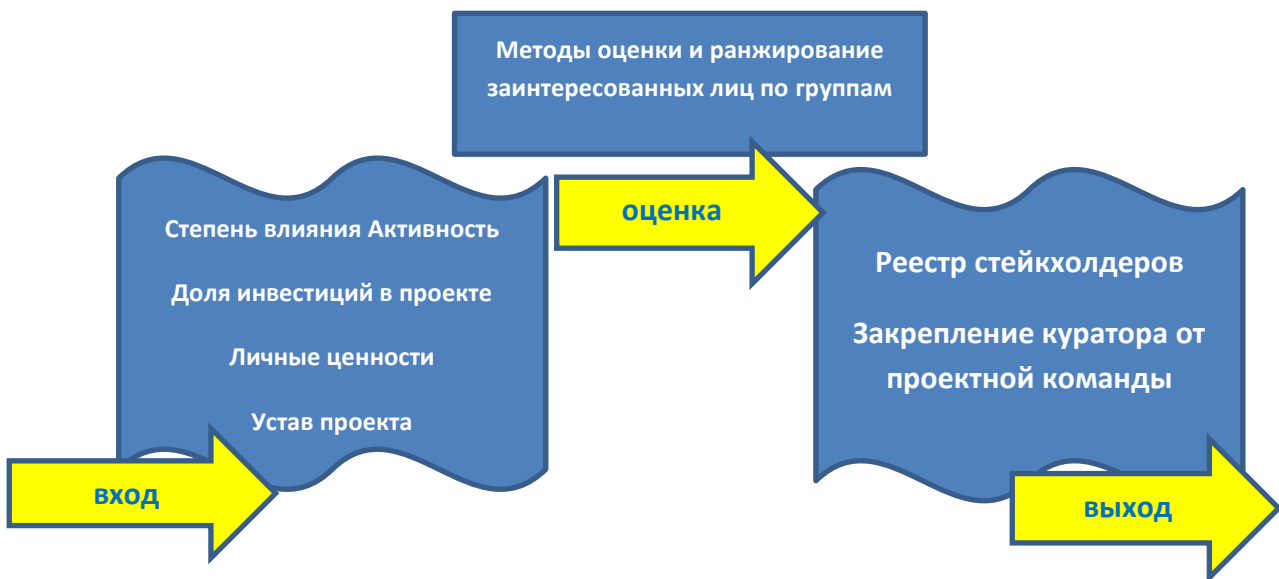 Методы оценки и ранжирование
заинтересованных лиц по группам
Степень влияния Активность
Доля инвестиций в проекте
Личные ценности
Устав проекта
вход
оценка
Реестр стейкхолдеров
Закрепление куратора от
проектной команды
выход